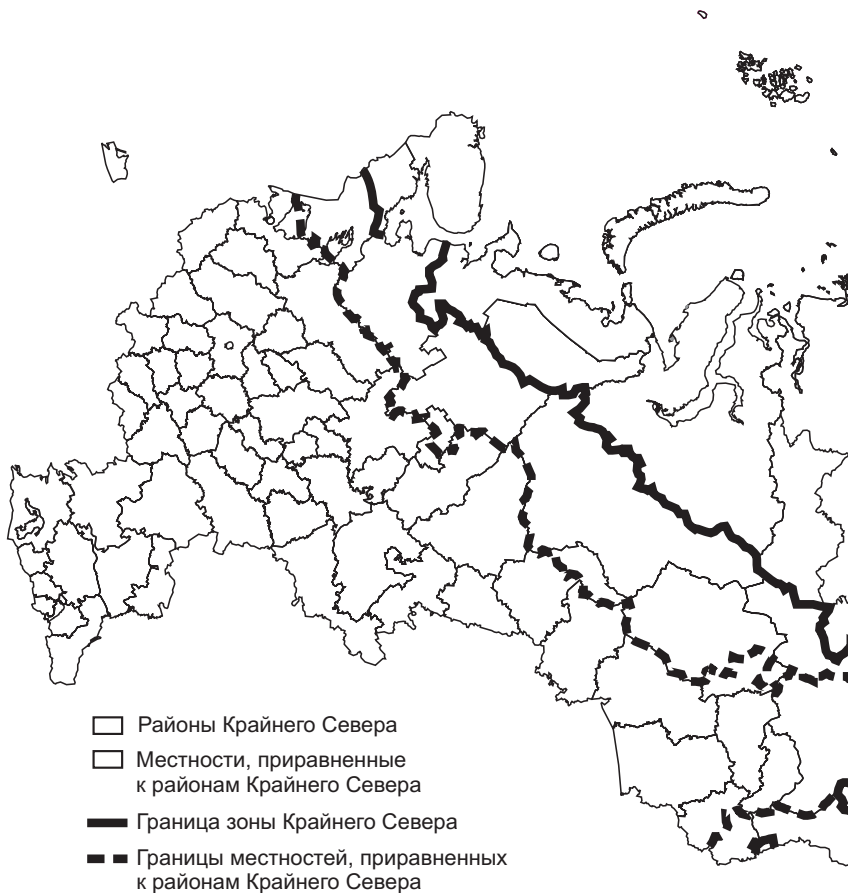 Районы Крайнего Севера
Местности, приравненные
к районам Крайнего Севера
Граница зоны Крайнего Севера
Границы местностей, приравненных
к районам Крайнего Севера